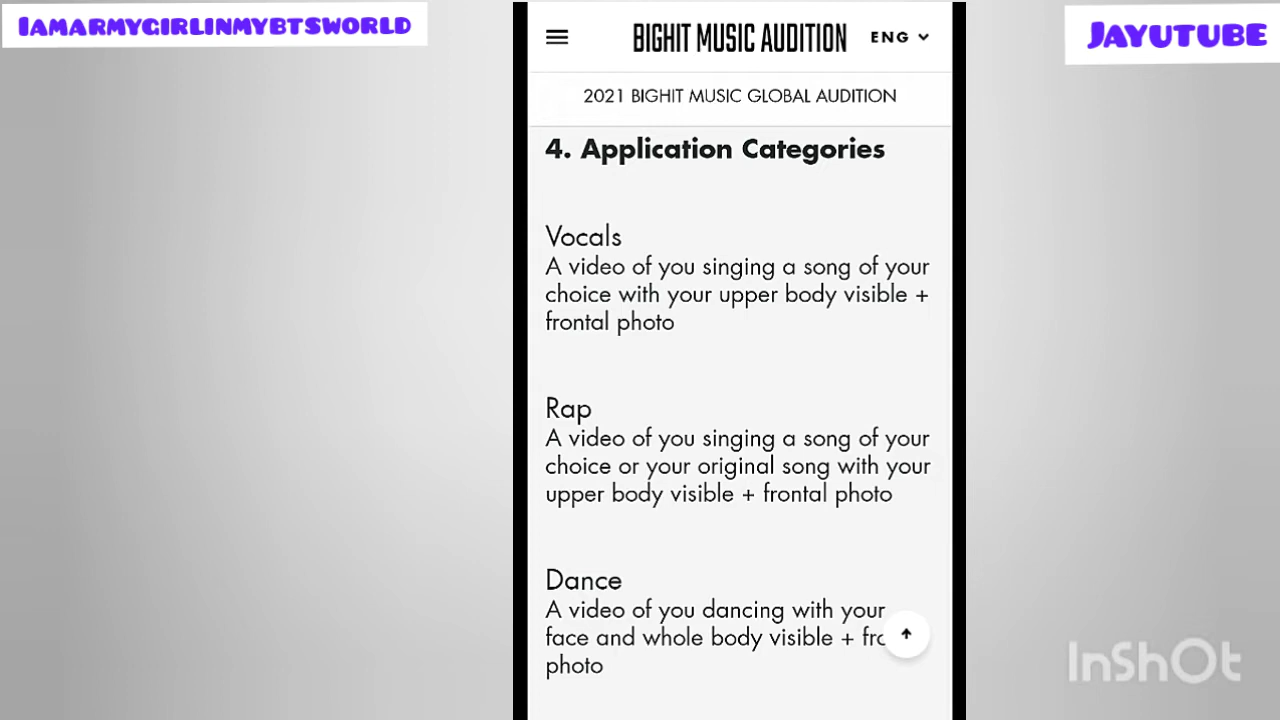 IAMARMYGIRLINMYBTSWORLD
JAYUTUBE
BIGHIT MUSIC AUDITION
ENG
2021 BIGHIT MUSIC GLOBAL AUDITION
4. Application Categories
Vocals
A video of you singing a song of your
choice with your upper body visible +
frontal photo
Rap
A video of you singing a song of your
choice or your original song with your
upper body visible + frontal photo
Dance
A video of you dancing with your
face and whole body visible +
photo
InShOt